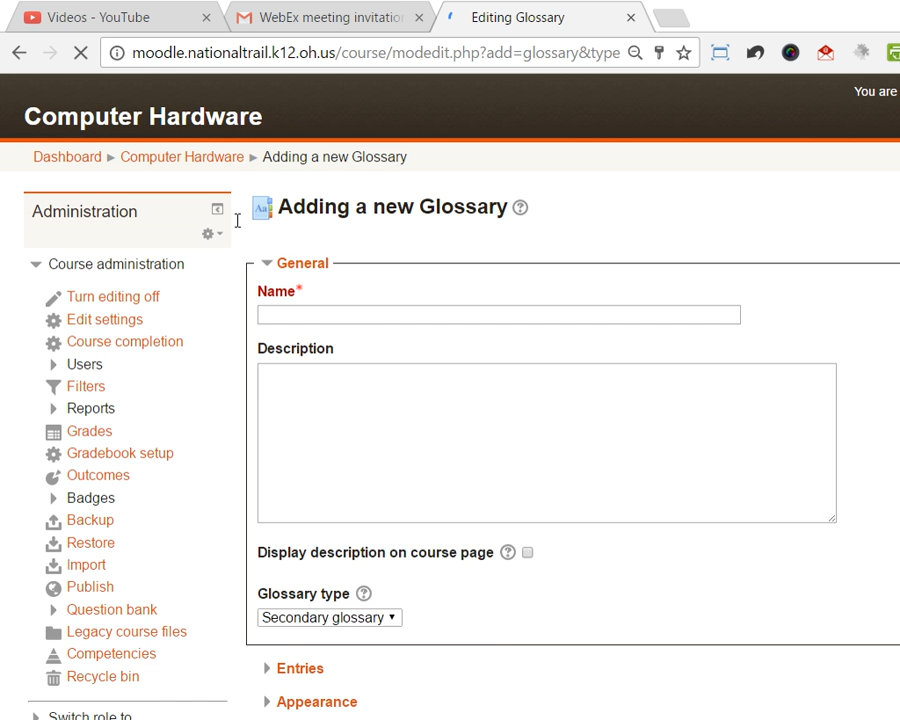 Videos - YouTube
WebEx meeting invitation
Editing Glossary
moodle.nationaltrail.k12.oh.us/course/modedit.php?add=glossary&type
You are
Computer Hardware
Dashboard ► Computer Hardware ► Adding a new Glossary
Administration
Adding a new Glossary
Course administration
Turn editing off
Edit settings
Course completion
Users
Filters
Reports
Grades
Gradebook setup
Outcomes
Badges
Backup
Restore
Import
Publish
Question bank
Legacy course files
Competencies
Recycle bin
Switch role to
General
Name*
Description
Display description on course page
Glossary type
Secondary glossary
Entries
Appearance